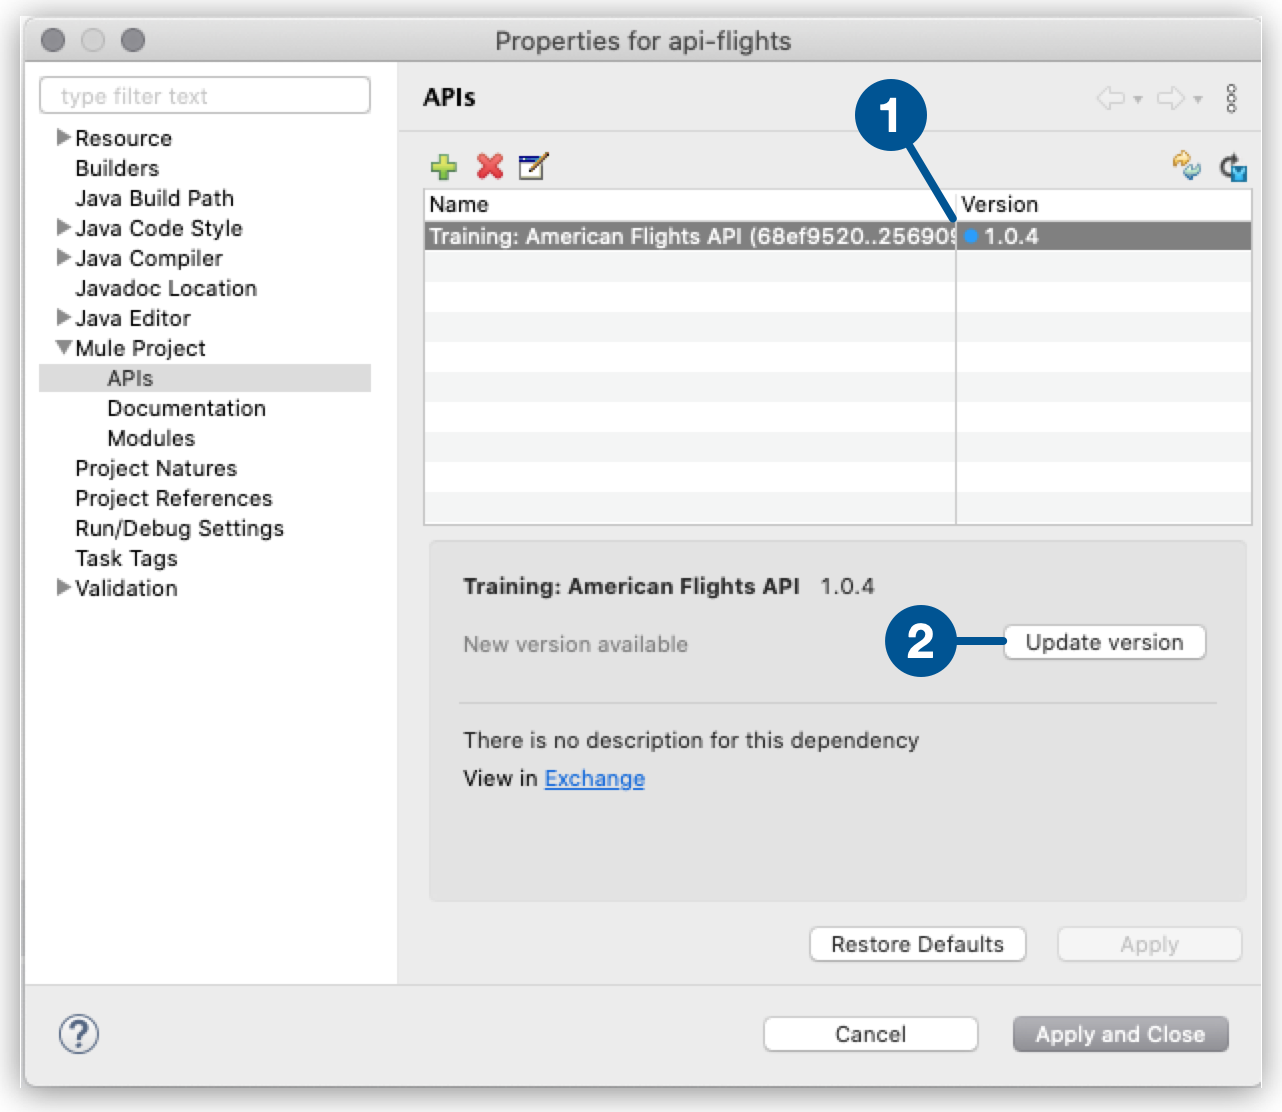 Properties for api-flights
type filter text
Resource
Builders
Java Build Path
Java Code Style
Java Compiler
Javadoc Location
Java Editor
Mule Project
APIs
Documentation
Modules
Project Natures
Project References
Run/Debug Settings
Task Tags
Validation
APIs
1
Name Version
Training: American Flights API (68ef9520..256909 1.0.4
Training: American Flights API 1.0.4
New version available
2
Update version
There is no description for this dependency
View in Exchange
Restore Defaults
Apply
?
Cancel
Apply and Close